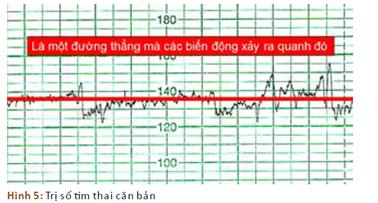 180
Là một đường thẳng mà các biến động xảy ra quanh đó
140
120
100
Hình 5: Trị số tim thai căn bản